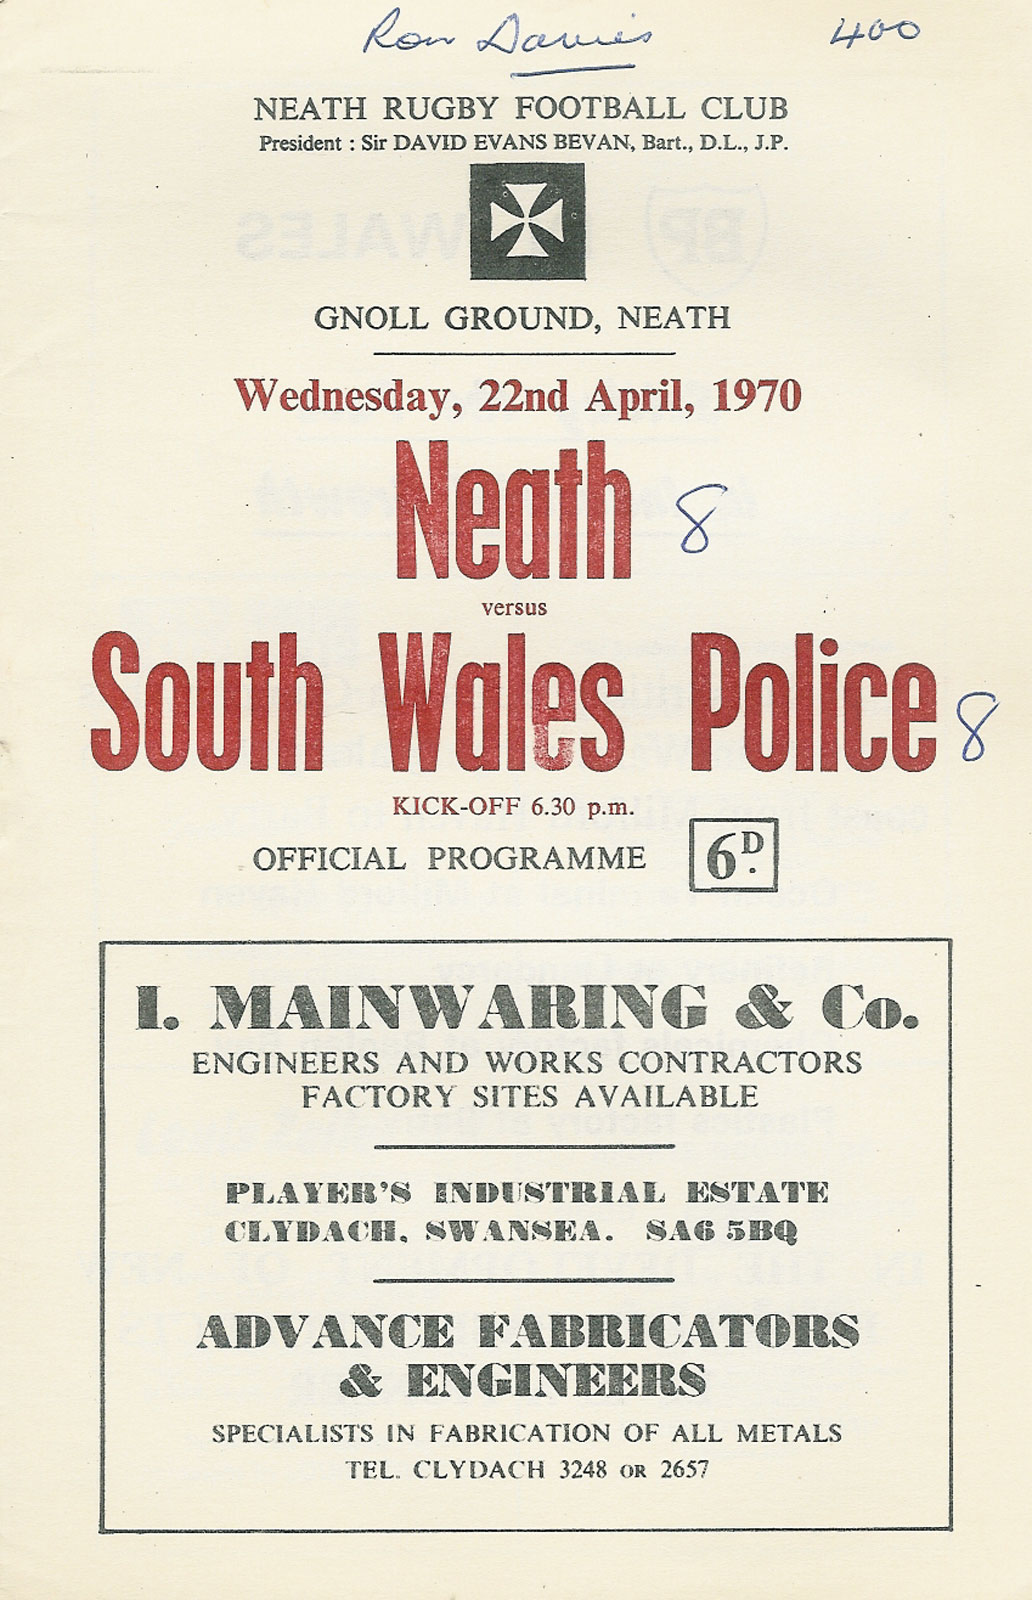 Ron Davies 400
NEATH RUGBY FOOTBALL CLUB
President : Sir DAVID EVANS BEVAN, Bart., D.L., J.P.
GNOLL GROUND, NEATH
Wednesday, 22nd April, 1970
Neath 8
versus
South Wales Police 8
KICK-OFF 6.30 p.m.
OFFICIAL PROGRAMME 6D.
I. MAINWARING & Co.
ENGINEERS AND WORKS CONTRACTORS
FACTORY SITES AVAILABLE
PLAYER'S INDUSTRIAL ESTATE
CLYDACH, SWANSEA. SA6 5BQ
ADVANCE FABRICATORS
& ENGINEERS
SPECIALISTS IN FABRICATION OF ALL METALS
TEL. CLYDACH 3248 OR 2657